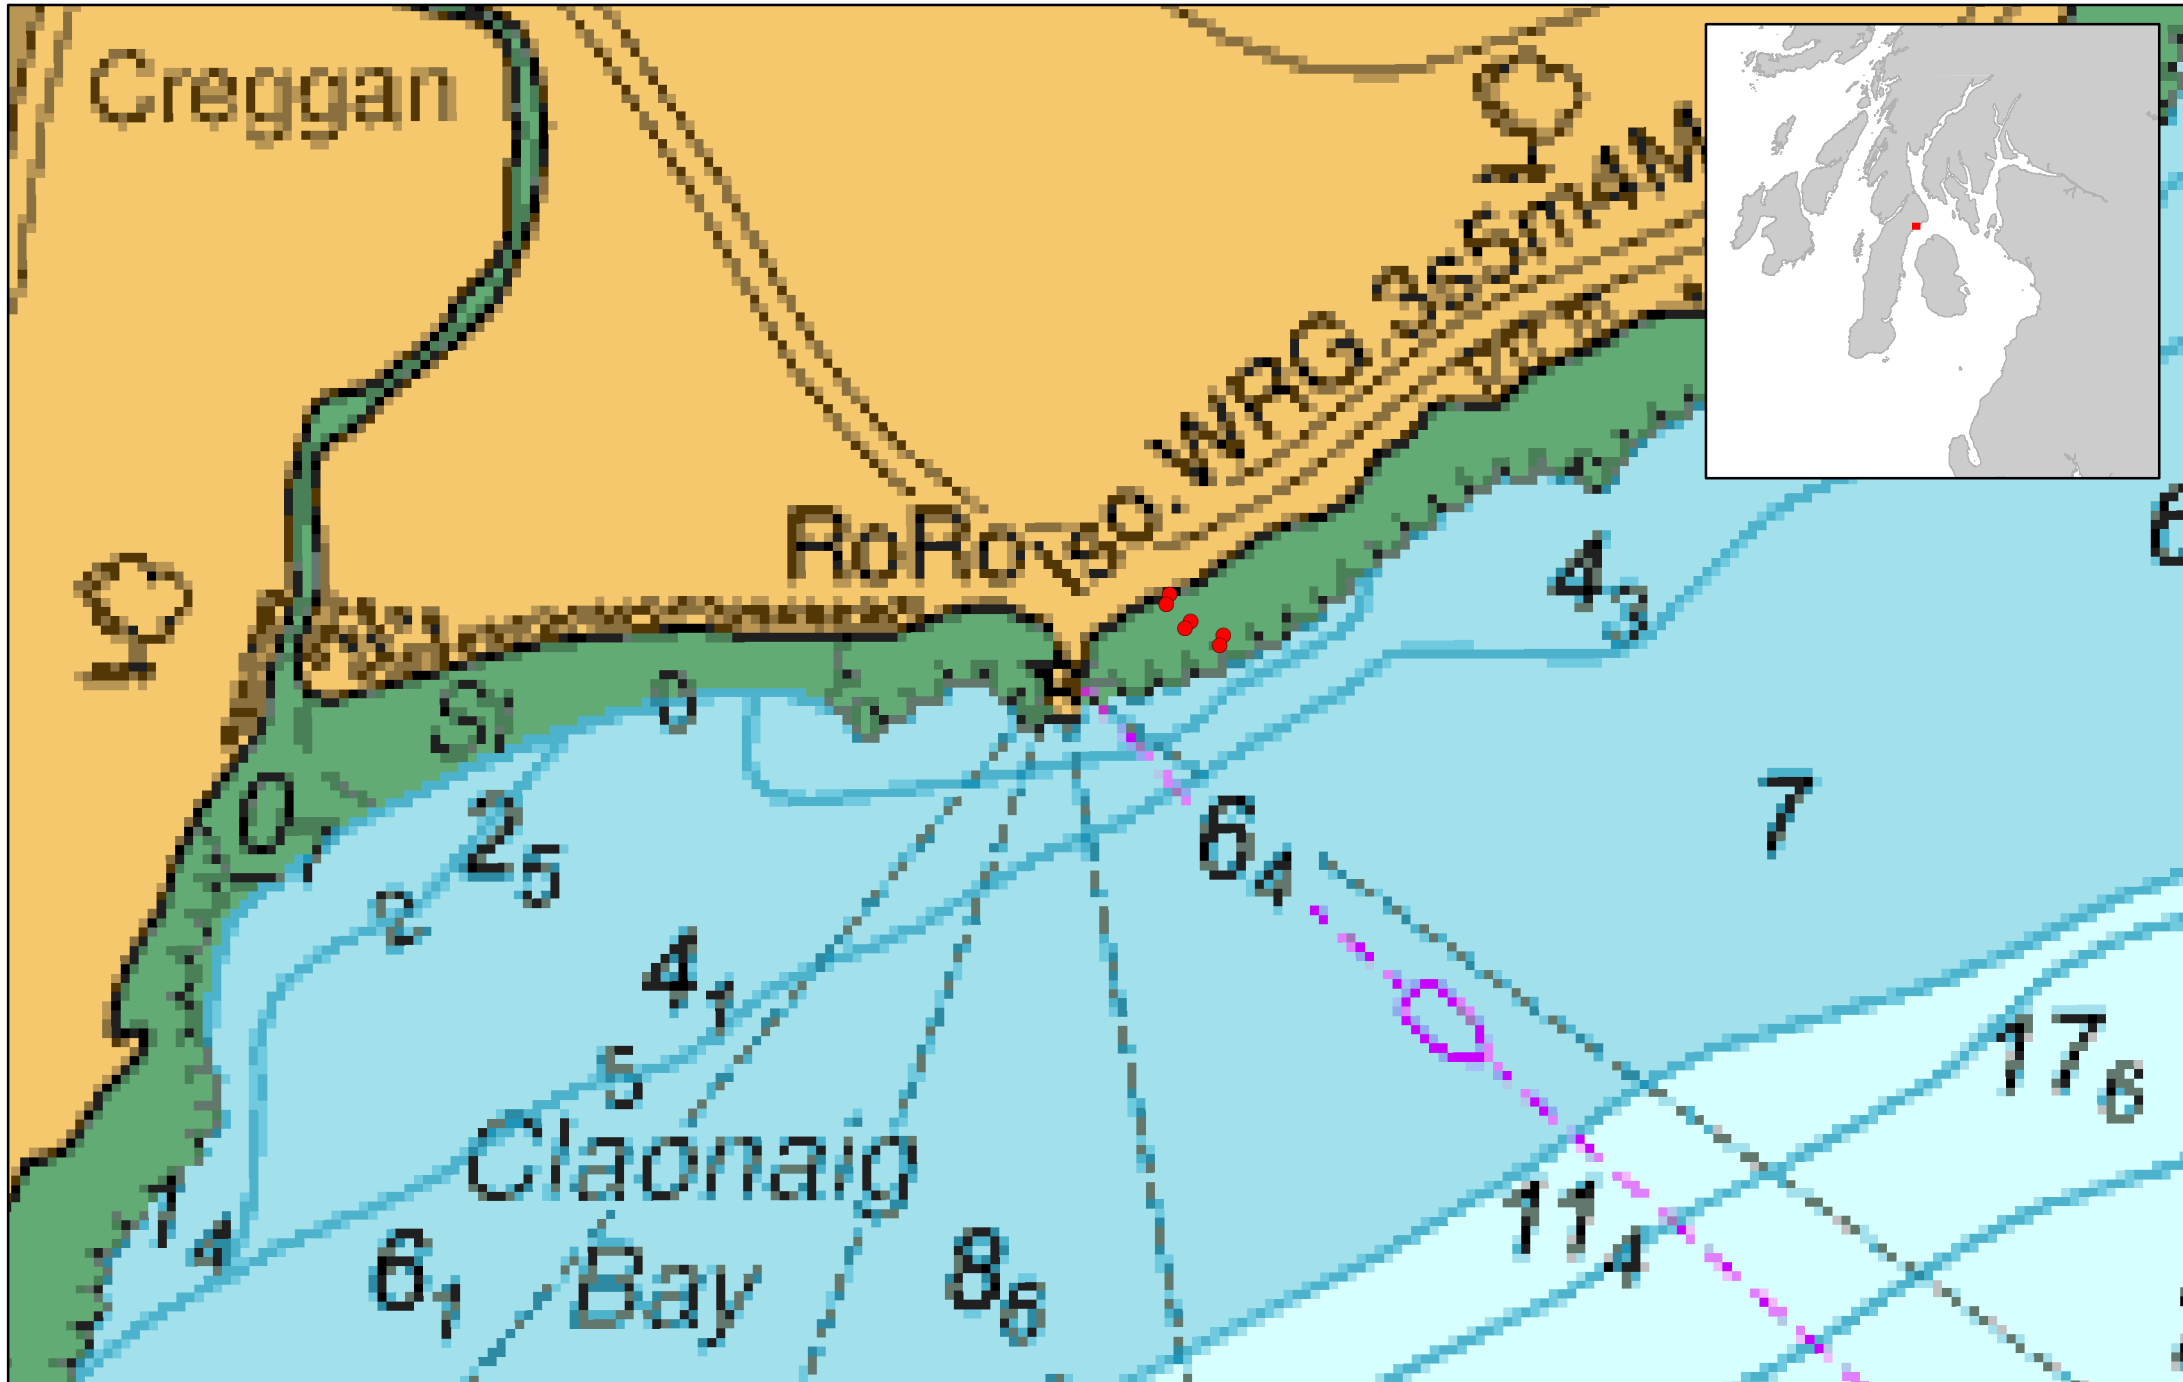 Creggan
Iso.WRG.3s5m4M
RoRo
4₃
6
S
0
0
2₅
6₄
7
2
4₁
17₆
5
Claonaig
1₄
11₄
6₁
Bay
8₆